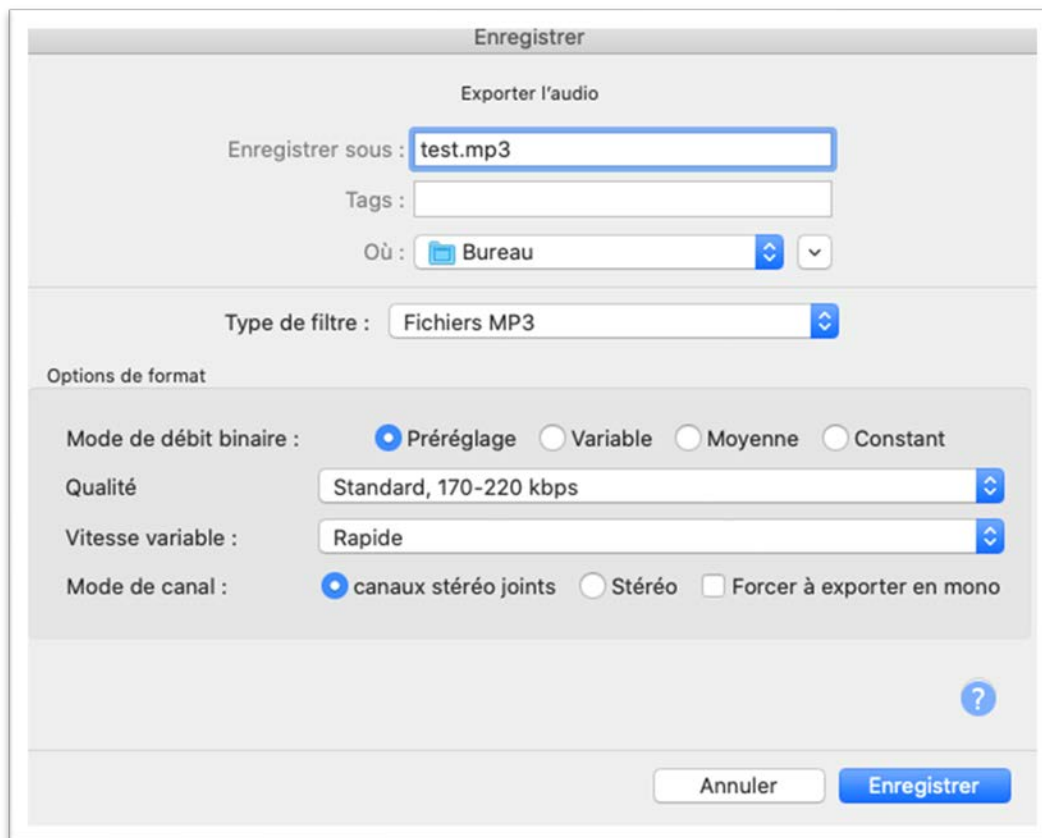 Enregistrer
Exporter l'audio
Enregistrer sous : test.mp3
Tags :
Où : Bureau
Type de filtre : Fichiers MP3
Options de format
Mode de débit binaire : Préréglage Variable Moyenne Constant
Qualité Standard, 170-220 kbps
Vitesse variable : Rapide
Mode de canal : canaux stéréo joints Stéréo Forcer à exporter en mono
?
Annuler Enregistrer